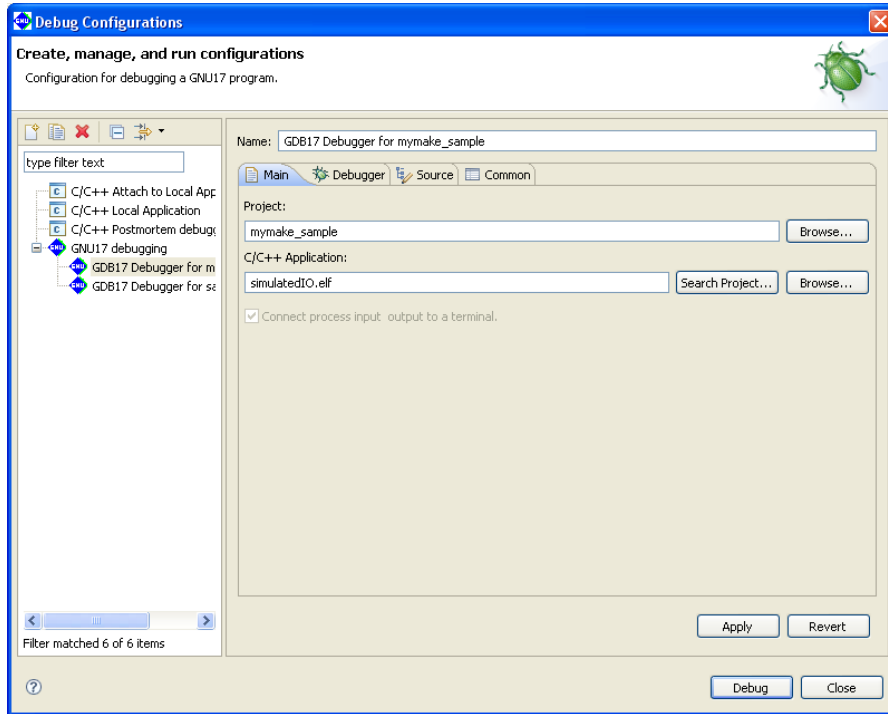 Debug Configurations
Create, manage, and run configurations
Configuration for debugging a GNU17 program.
type filter text
C/C++ Attach to Local App
C/C++ Local Application
C/C++ Postmortem debugg
GNU17 debugging
GDB17 Debugger for m
GDB17 Debugger for sa
Filter matched 6 of 6 items
Name: GDB17 Debugger for mymake_sample
Main Debugger Source Common
Project:
mymake_sample Browse...
C/C++ Application:
simulatedIO.elf Search Project... Browse...
Connect process input output to a terminal.
Apply Revert
Debug Close